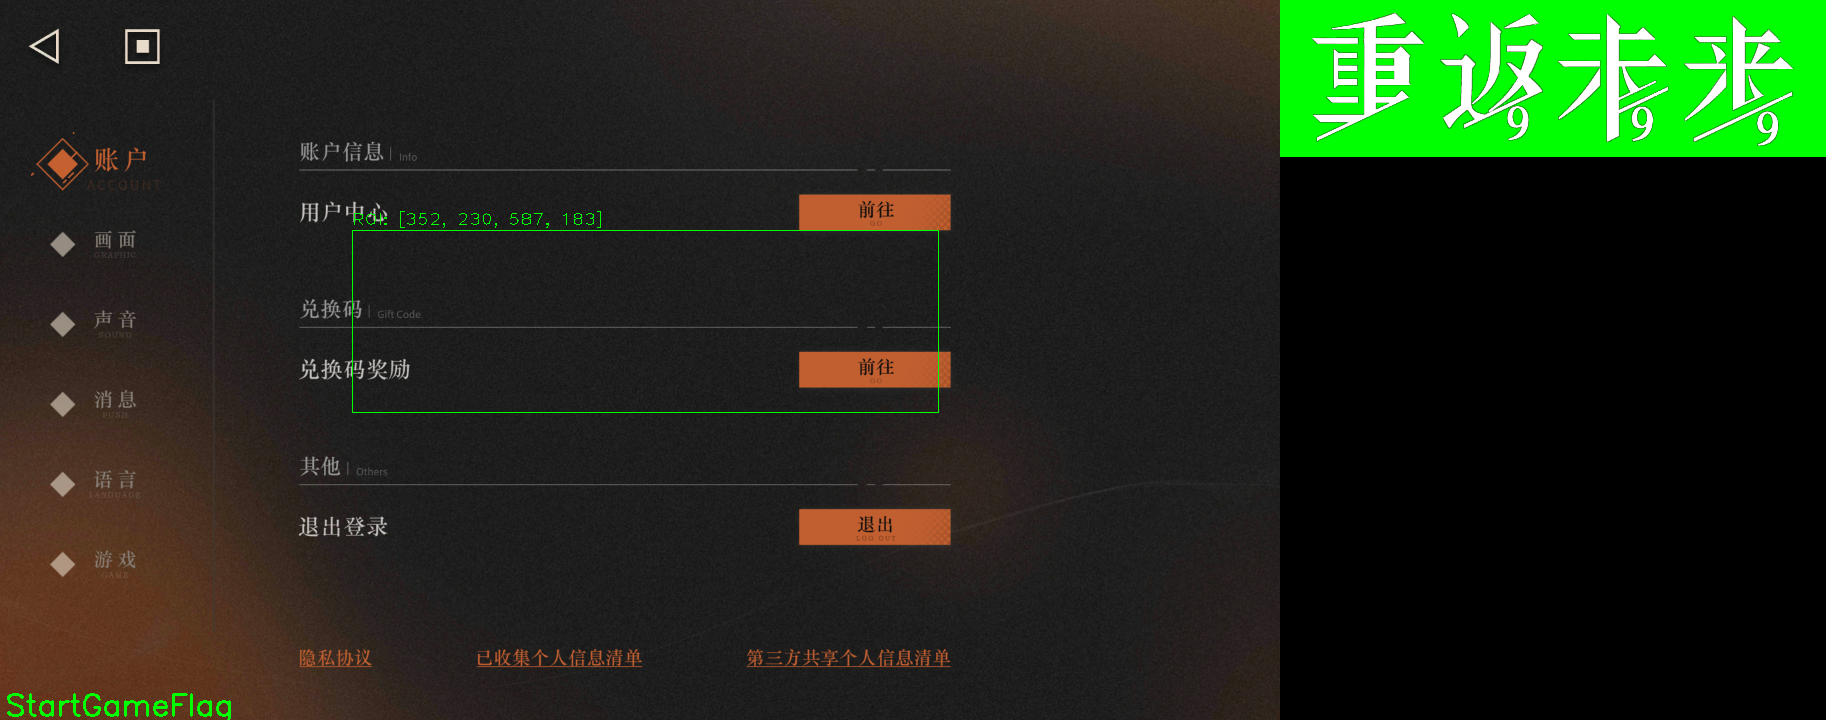 重返未来
999
账户
ACCOUNT
画面
GRAPHIC
声音
SOUND
消息
PUSH
语言
LANGUAGE
游戏
GAME
账户信息 | Info
用户中心
前往
GO
ROI: [352, 230, 587, 183]
兑换码 | Gift Code
兑换码奖励
前往
GO
其他 | Others
退出登录
退出
LOG OUT
隐私协议 已收集个人信息清单 第三方共享个人信息清单
StartGameFlag